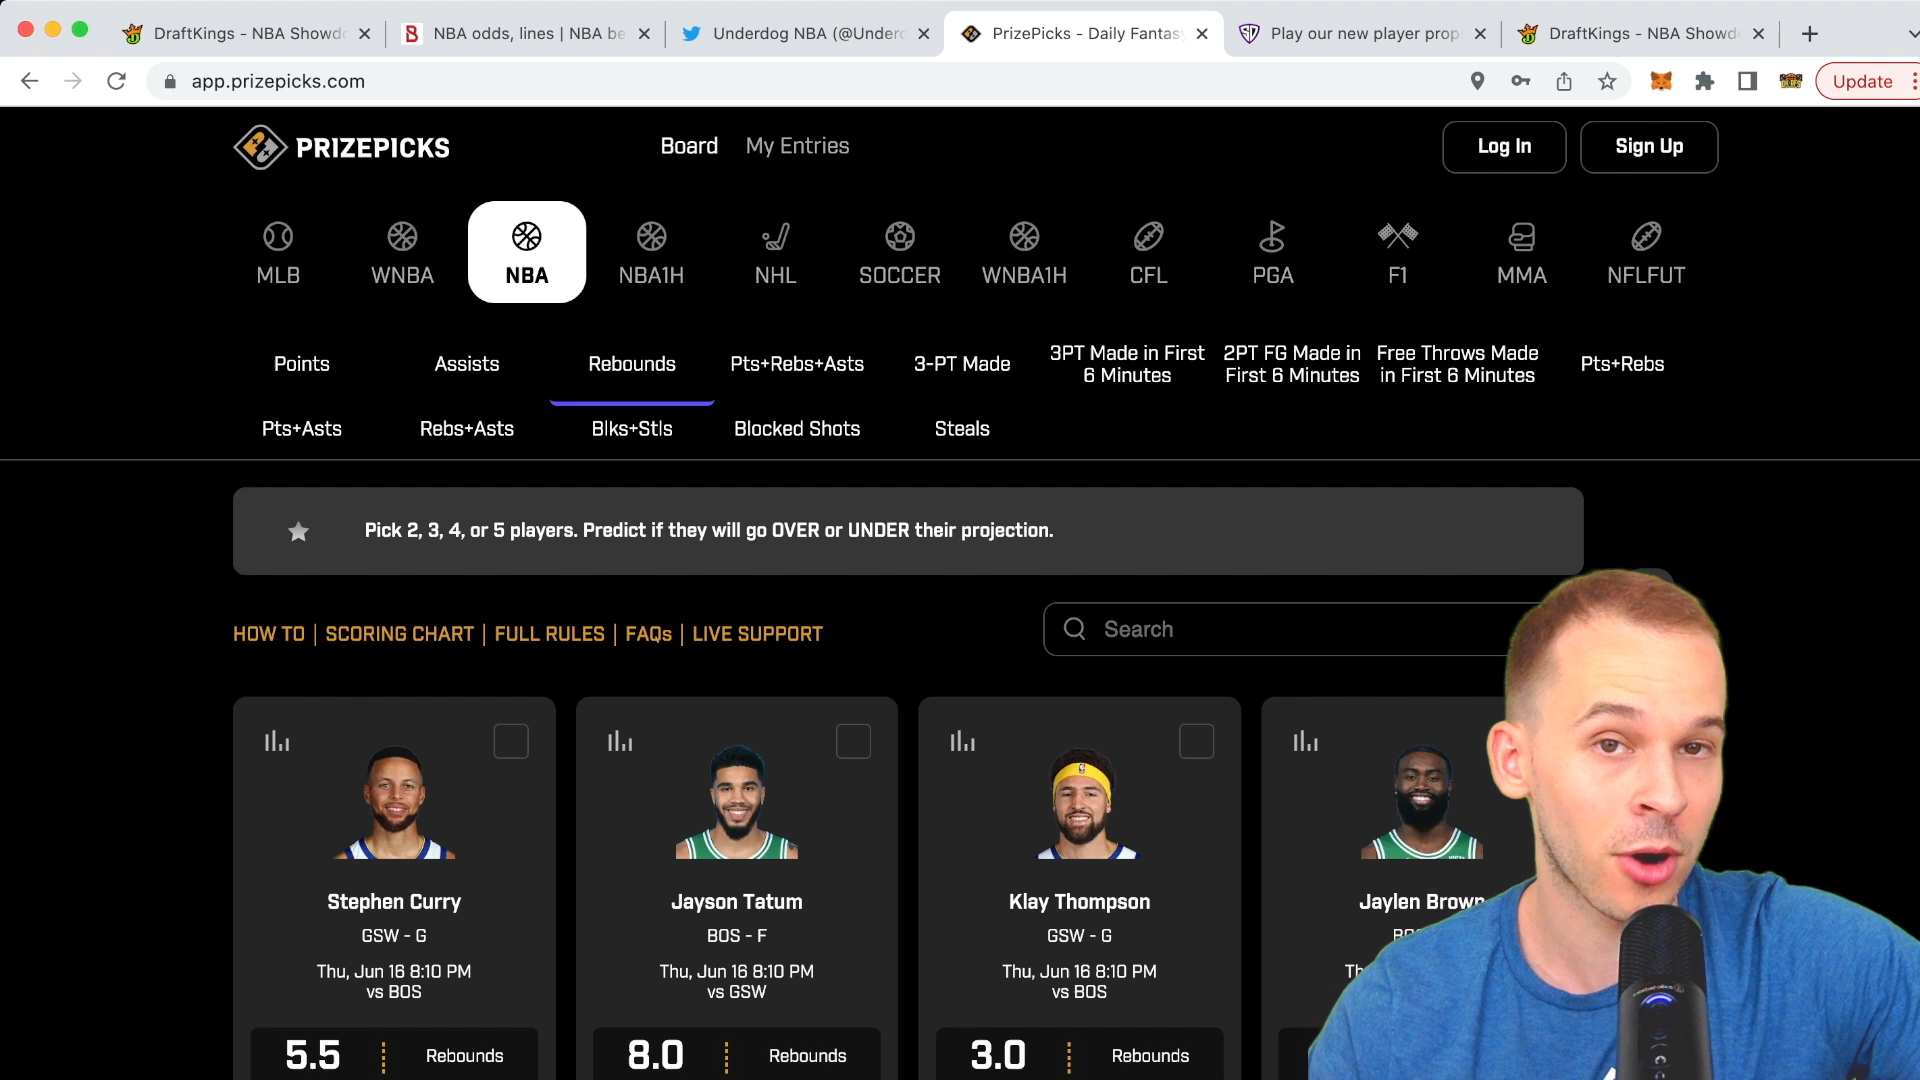 DraftKings - NBA Showd
NBA odds, lines | NBA be
Underdog NBA (@Underd
PrizePicks - Daily Fantasy
Play our new player props
DraftKings - NBA Showd
app.prizepicks.com
Update
PRIZEPICKS
Board
My Entries
Log In
Sign Up
MLB
WNBA
NBA
NBA1H
NHL
SOCCER
WNBA1H
CFL
PGA
F1
MMA
NFLFUT
Points
Assists
Rebounds
Pts+Rebs+Asts
3-PT Made
3PT Made in First
6 Minutes
2PT FG Made in
First 6 Minutes
Free Throws Made
in First 6 Minutes
Pts+Rebs
Pts+Asts
Rebs+Asts
Blks+Stls
Blocked Shots
Steals
Pick 2, 3, 4, or 5 players. Predict if they will go OVER or UNDER their projection.
HOW TO | SCORING CHART | FULL RULES | FAQs | LIVE SUPPORT
Search
Stephen Curry
GSW - G
Thu, Jun 16 8:10 PM
vs BOS
5.5
Rebounds
Jayson Tatum
BOS - F
Thu, Jun 16 8:10 PM
vs GSW
8.0
Rebounds
Klay Thompson
GSW - G
Thu, Jun 16 8:10 PM
vs BOS
3.0
Rebounds
Jaylen Brown